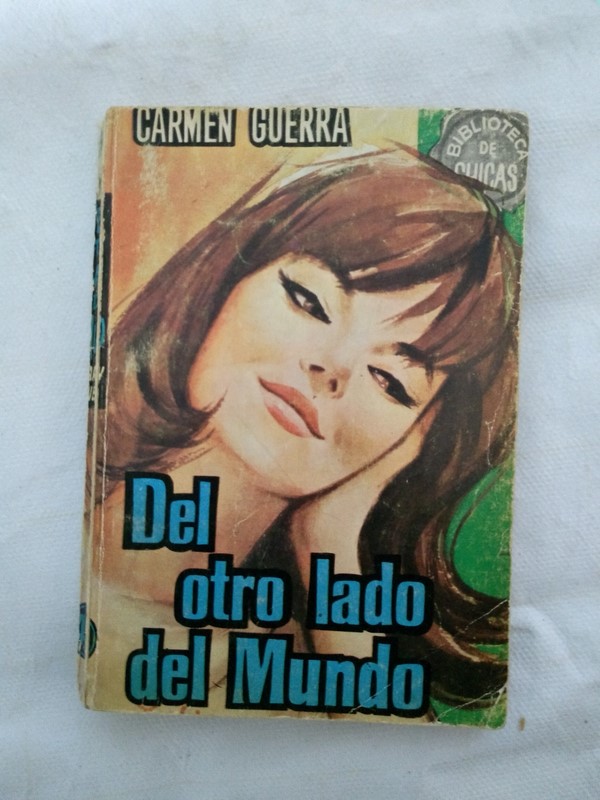 CARMEN GUERRA
BIBLIOTECA
DE
CHICAS
Del
otro lado
del Mundo